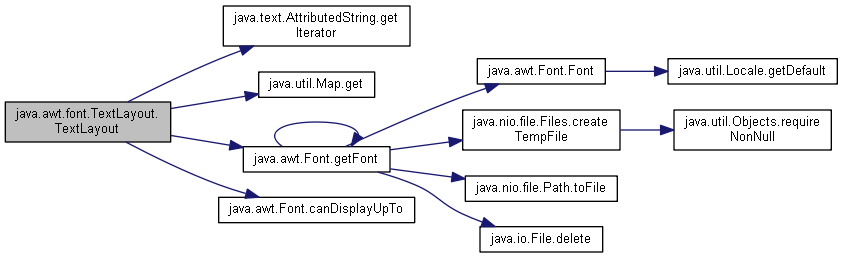 java.text.AttributedString.get
Iterator
java.awt.Font.Font
java.util.Locale.getDefault
java.util.Map.get
java.awt.font.TextLayout.
TextLayout
java.nio.file.Files.create
TempFile
java.util.Objects.require
NonNull
java.awt.Font.getFont
java.nio.file.Path.toFile
java.awt.Font.canDisplayUpTo
java.io.File.delete